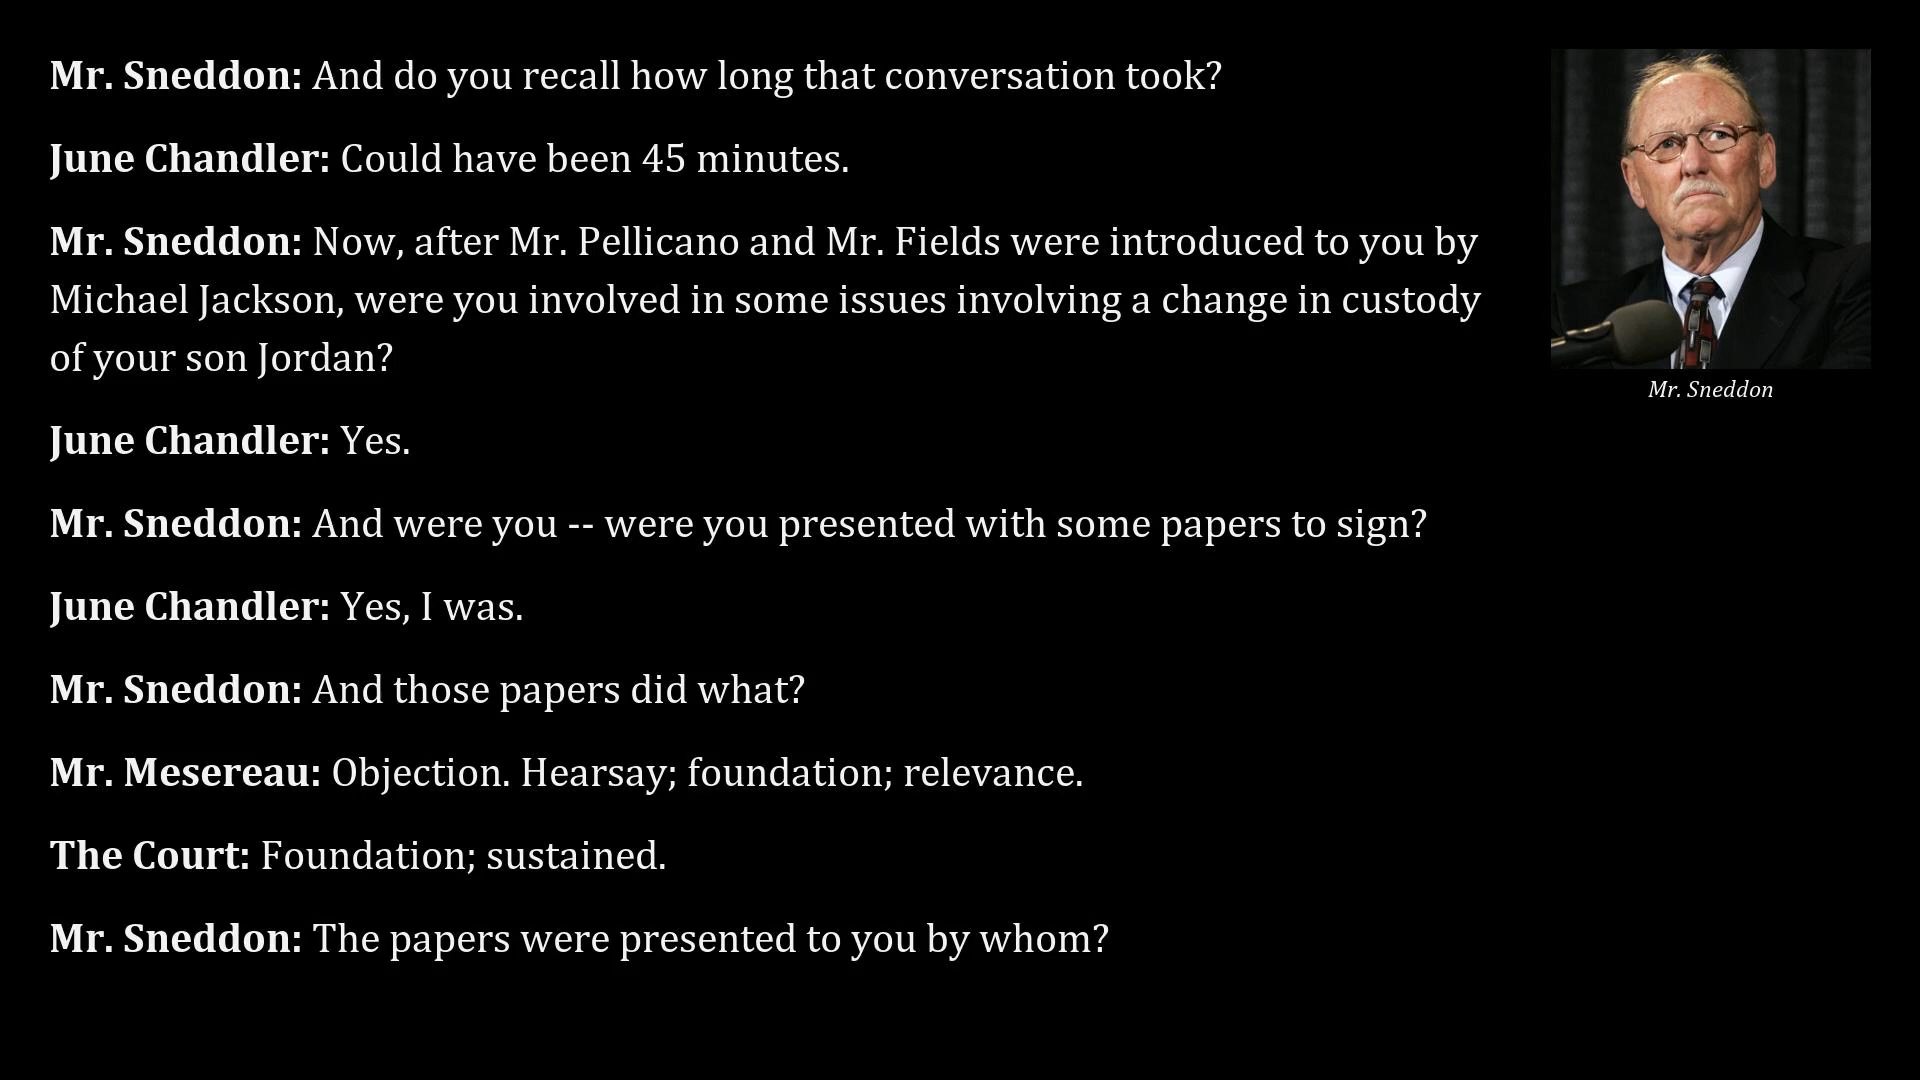 Mr. Sneddon: And do you recall how long that conversation took?
June Chandler: Could have been 45 minutes.
Mr. Sneddon: Now, after Mr. Pellicano and Mr. Fields were introduced to you by
Michael Jackson, were you involved in some issues involving a change in custody
of your son Jordan?
June Chandler: Yes.
Mr. Sneddon: And were you -- were you presented with some papers to sign?
June Chandler: Yes, I was.
Mr. Sneddon: And those papers did what?
Mr. Mesereau: Objection. Hearsay; foundation; relevance.
The Court: Foundation; sustained.
Mr. Sneddon: The papers were presented to you by whom?
Mr. Sneddon